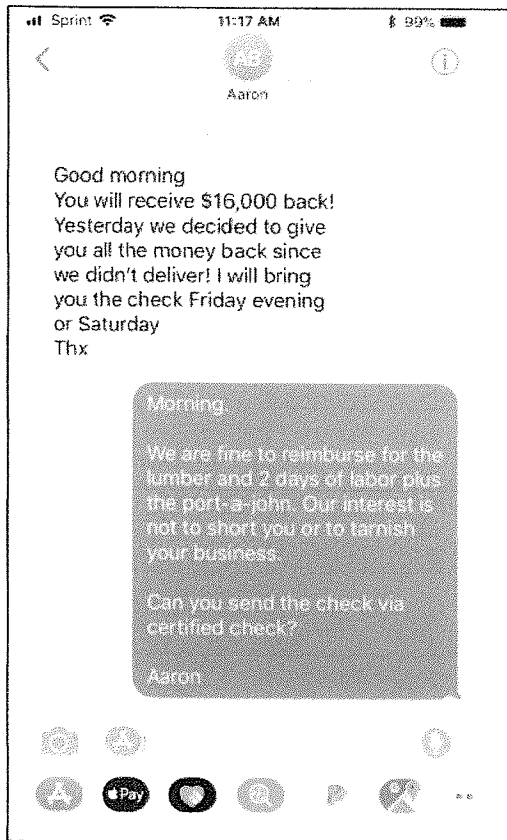 Sprint 11:17 AM 99%
AB
Aaron
Good morning
You will receive $16,000 back!
Yesterday we decided to give
you all the money back since
we didn't deliver! I will bring
you the check Friday evening
or Saturday
Thx
Morning.
We are fine to reimburse for the
lumber and 2 days of labor plus
the port-a-john. Our interest is
not to short you or to tarnish
your business.
Can you send the check via
certified check?
Aaron
Pay